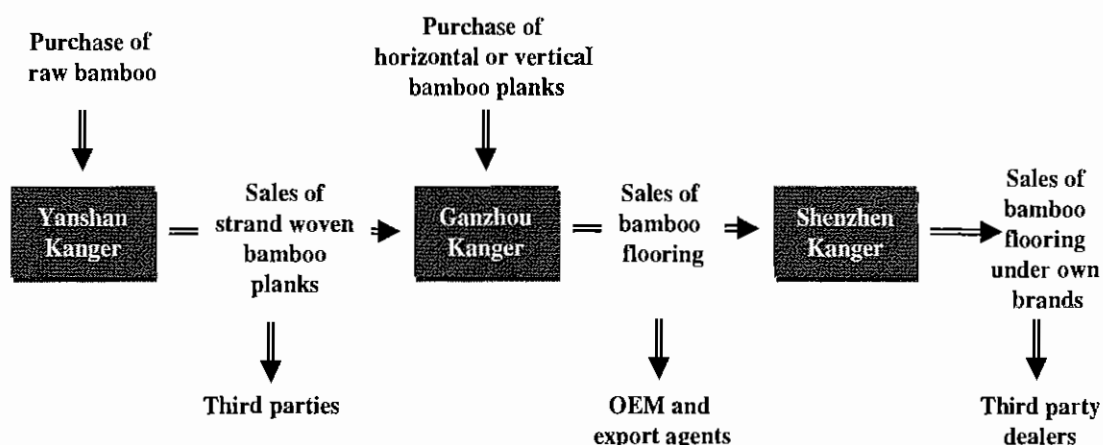 Purchase of
raw bamboo
Purchase of
horizontal or vertical
bamboo planks
Yanshan
Kanger
Sales of
strand woven
bamboo
planks
Ganzhou
Kanger
Sales of
bamboo
flooring
Shenzhen
Kanger
Sales of
bamboo
flooring
under own
brands
Third parties
OEM and
export agents
Third party
dealers